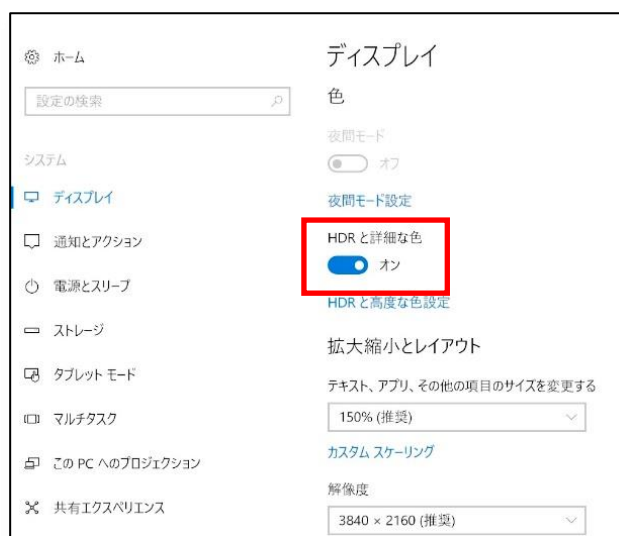 ホーム
設定の検索
システム
ディスプレイ
通知とアクション
電源とスリープ
ストレージ
タブレット モード
マルチタスク
この PC へのプロジェクション
共有エクスペリエンス
ディスプレイ
色
夜間モード
オフ
夜間モード設定
HDR と詳細な色
オン
HDR と高度な色設定
拡大縮小とレイアウト
テキスト、アプリ、その他の項目のサイズを変更する
150% (推奨)
カスタム スケーリング
解像度
3840 × 2160 (推奨)